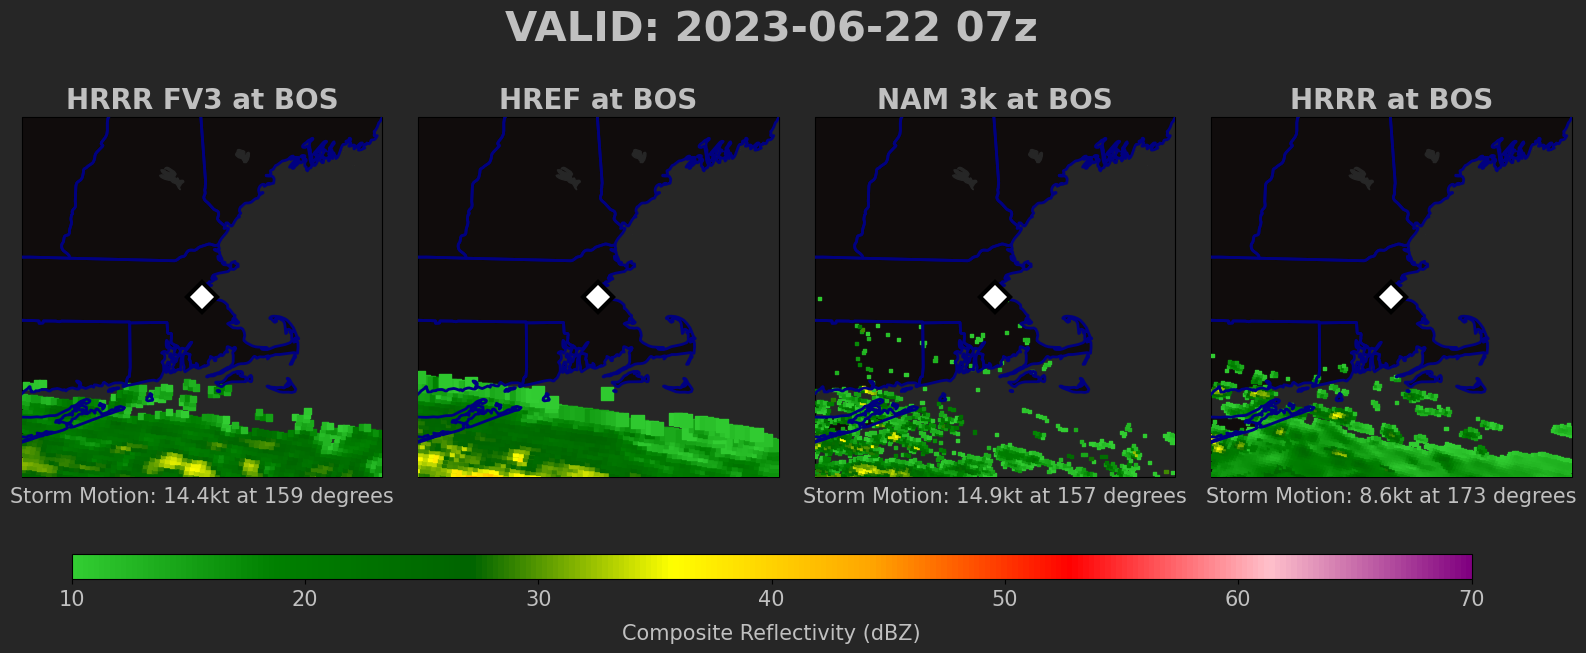 VALID: 2023-06-22 07z
HRRR FV3 at BOS
HREF at BOS
NAM 3k at BOS
HRRR at BOS
Storm Motion: 14.4kt at 159 degrees
Storm Motion: 14.9kt at 157 degrees
Storm Motion: 8.6kt at 173 degrees
10 20 30 40 50 60 70
Composite Reflectivity (dBZ)